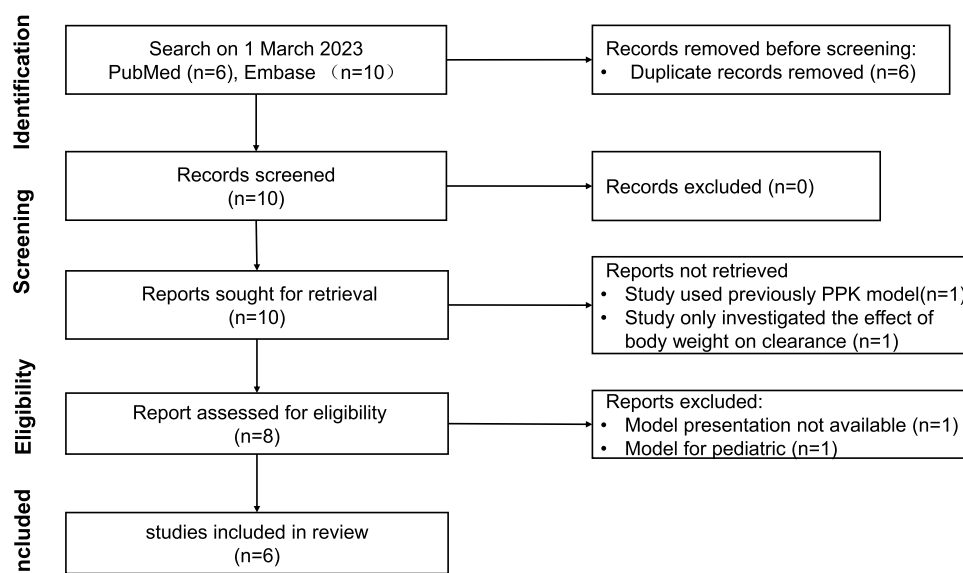 Identification
Search on 1 March 2023
PubMed (n=6), Embase （n=10）
Records removed before screening:
• Duplicate records removed (n=6)
Screening
Records screened
(n=10)
Records excluded (n=0)
Reports sought for retrieval
(n=10)
Reports not retrieved
• Study used previously PPK model(n=1)
• Study only investigated the effect of
body weight on clearance (n=1)
Eligibility
Report assessed for eligibility
(n=8)
Reports excluded:
• Model presentation not available (n=1)
• Model for pediatric (n=1)
ncluded
studies included in review
(n=6)